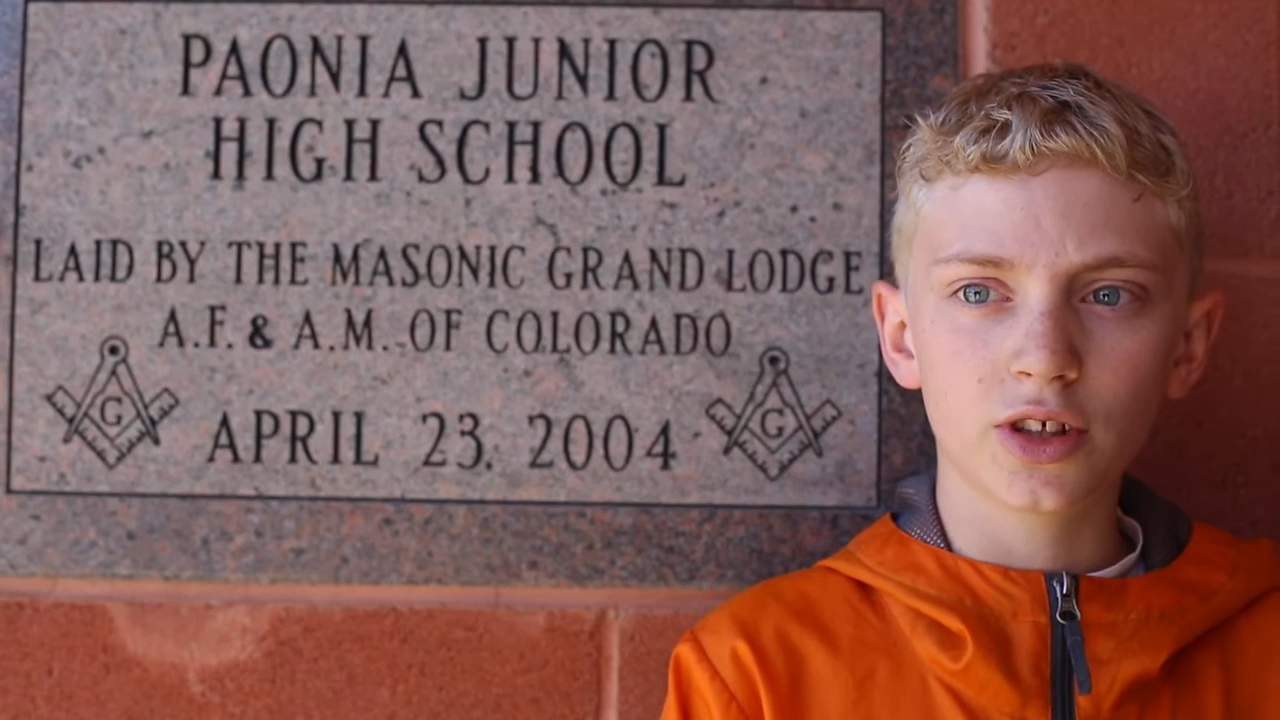 PAONIA JUNIOR
HIGH SCHOOL
LAID BY THE MASONIC GRAND LODGE
A.F. & A.M. OF COLORADO
G APRIL 23, 2004 G